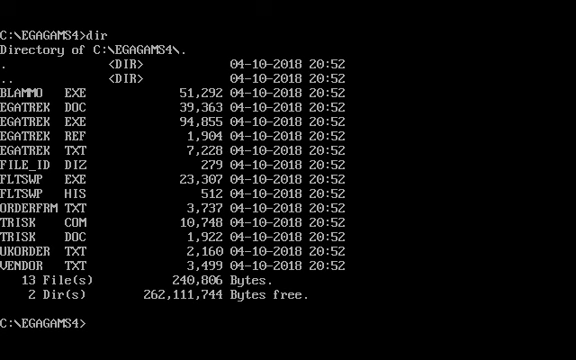 C:\EGAGAMS4>dir
Directory of C:\EGAGAMS4\.
. <DIR> 04-10-2018 20:52
.. <DIR> 04-10-2018 20:52
BLAMMO EXE 51,292 04-10-2018 20:52
EGATREK DOC 39,363 04-10-2018 20:52
EGATREK EXE 94,855 04-10-2018 20:52
EGATREK REF 1,904 04-10-2018 20:52
EGATREK TXT 7,228 04-10-2018 20:52
FILE_ID DIZ 279 04-10-2018 20:52
FLTSWP EXE 23,307 04-10-2018 20:52
FLTSWP HIS 512 04-10-2018 20:52
ORDERFRM TXT 3,737 04-10-2018 20:52
TRISK COM 10,748 04-10-2018 20:52
TRISK DOC 1,922 04-10-2018 20:52
UKORDER TXT 2,160 04-10-2018 20:52
VENDOR TXT 3,499 04-10-2018 20:52
13 File(s) 240,806 Bytes.
2 Dir(s) 262,111,744 Bytes free.
C:\EGAGAMS4>